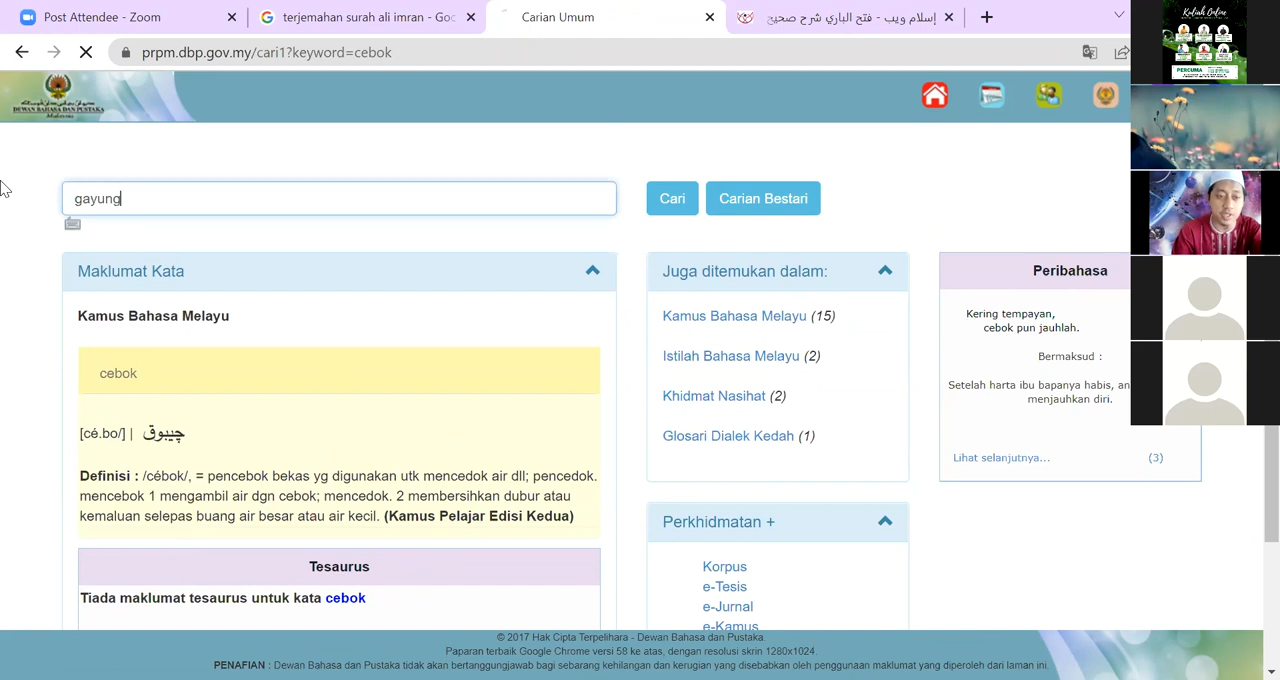 Post Attendee - Zoom
terjemahan surah ali imran - Goo
Carian Umum
إسلام ويب - فتح الباري شرح صحيح
prpm.dbp.gov.my/cari1?keyword=cebok
DEWAN BAHASA DAN PUSTAKA
Malaysia
Kuliah Online
PERCUMA
gayung
Cari
Carian Bestari
Maklumat Kata
Kamus Bahasa Melayu
cebok
[cé.bo/] | چيبوق
Definisi : /cébok/, = pencebok bekas yg digunakan utk mencedok air dll; pencedok.
mencebok 1 mengambil air dgn cebok; mencedok. 2 membersihkan dubur atau
kemaluan selepas buang air besar atau air kecil. (Kamus Pelajar Edisi Kedua)
Tesaurus
Tiada maklumat tesaurus untuk kata cebok
Juga ditemukan dalam:
Kamus Bahasa Melayu (15)
Istilah Bahasa Melayu (2)
Khidmat Nasihat (2)
Glosari Dialek Kedah (1)
Perkhidmatan +
Korpus
e-Tesis
e-Jurnal
e-Kamus
Peribahasa
Kering tempayan,
cebok pun jauhlah.
Bermaksud :
Setelah harta ibu bapanya habis, an
menjauhkan diri.
Lihat selanjutnya... (3)
© 2017 Hak Cipta Terpelihara - Dewan Bahasa dan Pustaka.
Paparan terbaik Google Chrome versi 58 ke atas, dengan resolusi skrin 1280x1024.
PENAFIAN : Dewan Bahasa dan Pustaka tidak akan bertanggungjawab bagi sebarang kehilangan dan kerugian yang disebabkan oleh penggunaan maklumat yang diperoleh dari laman ini.